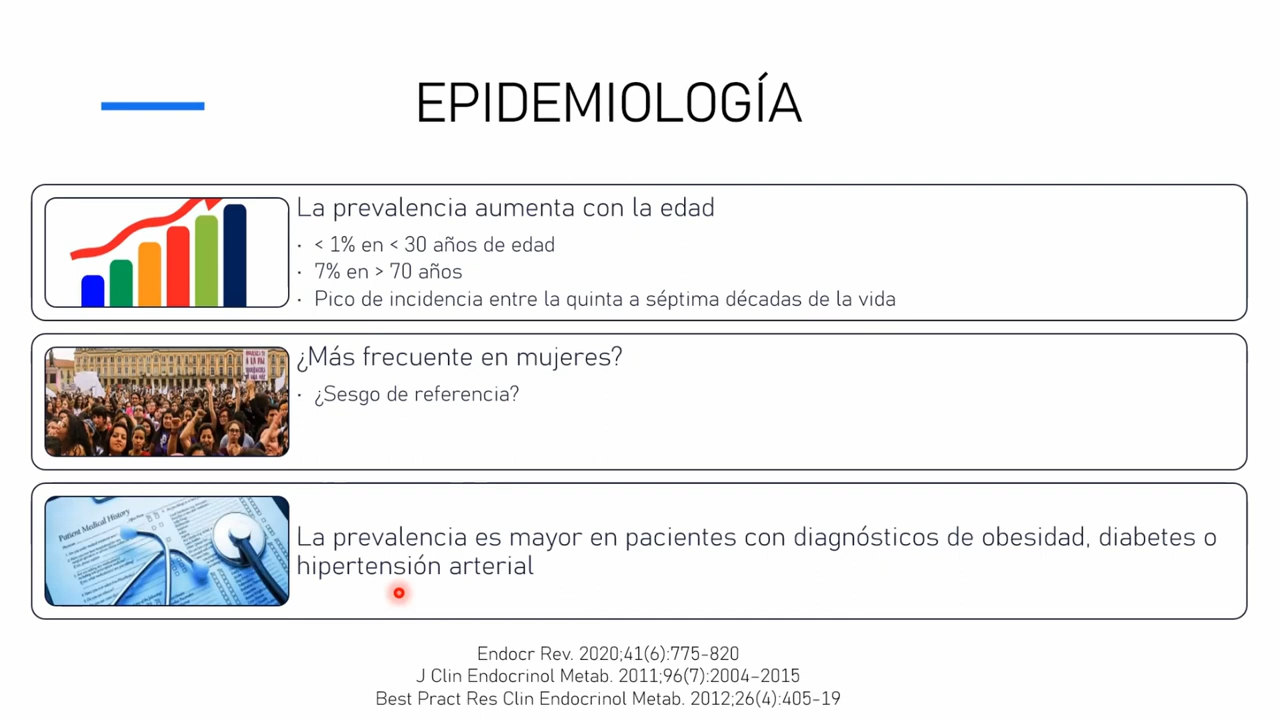 EPIDEMIOLOGÍA
La prevalencia aumenta con la edad
· < 1% en < 30 años de edad
· 7% en > 70 años
· Pico de incidencia entre la quinta a séptima décadas de la vida
¿Más frecuente en mujeres?
· ¿Sesgo de referencia?
Patient Medical History
La prevalencia es mayor en pacientes con diagnósticos de obesidad, diabetes o
hipertensión arterial
Endocr Rev. 2020;41(6):775-820
J Clin Endocrinol Metab. 2011;96(7):2004–2015
Best Pract Res Clin Endocrinol Metab. 2012;26(4):405-19